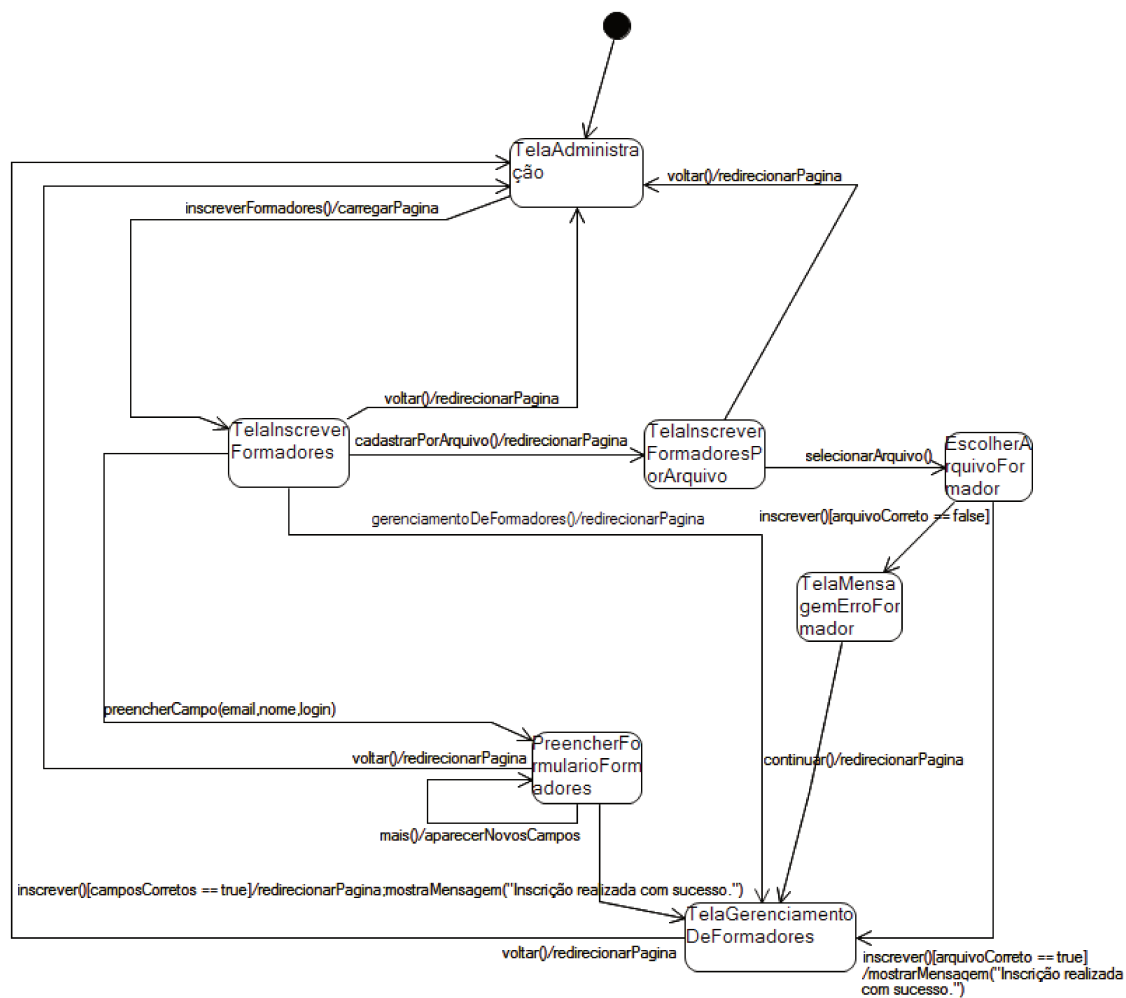 TelaAdministra
ção
voltar()/redirecionarPagina
inscreverFormadores()/carregarPagina
voltar()/redirecionarPagina
TelaInscrever
Formadores
cadastrarPorArquivo()/redirecionarPagina
TelaInscrever
FormadoresP
orArquivo
selecionarArquivo()
EscolherA
rquivoFor
mador
gerenciamentoDeFormadores()/redirecionarPagina
inscrever()[arquivoCorreto == false]
TelaMensa
gemErroFor
mador
preencherCampo(email,nome,login)
PreencherFo
rmularioForm
adores
voltar()/redirecionarPagina
continuar()/redirecionarPagina
mais()/aparecerNovosCampos
inscrever()[camposCorretos == true]/redirecionarPagina;mostraMensagem("Inscrição realizada com sucesso.")
TelaGerenciamento
DeFormadores
voltar()/redirecionarPagina
inscrever()[arquivoCorreto == true]
/mostrarMensagem("Inscrição realizada
com sucesso.")